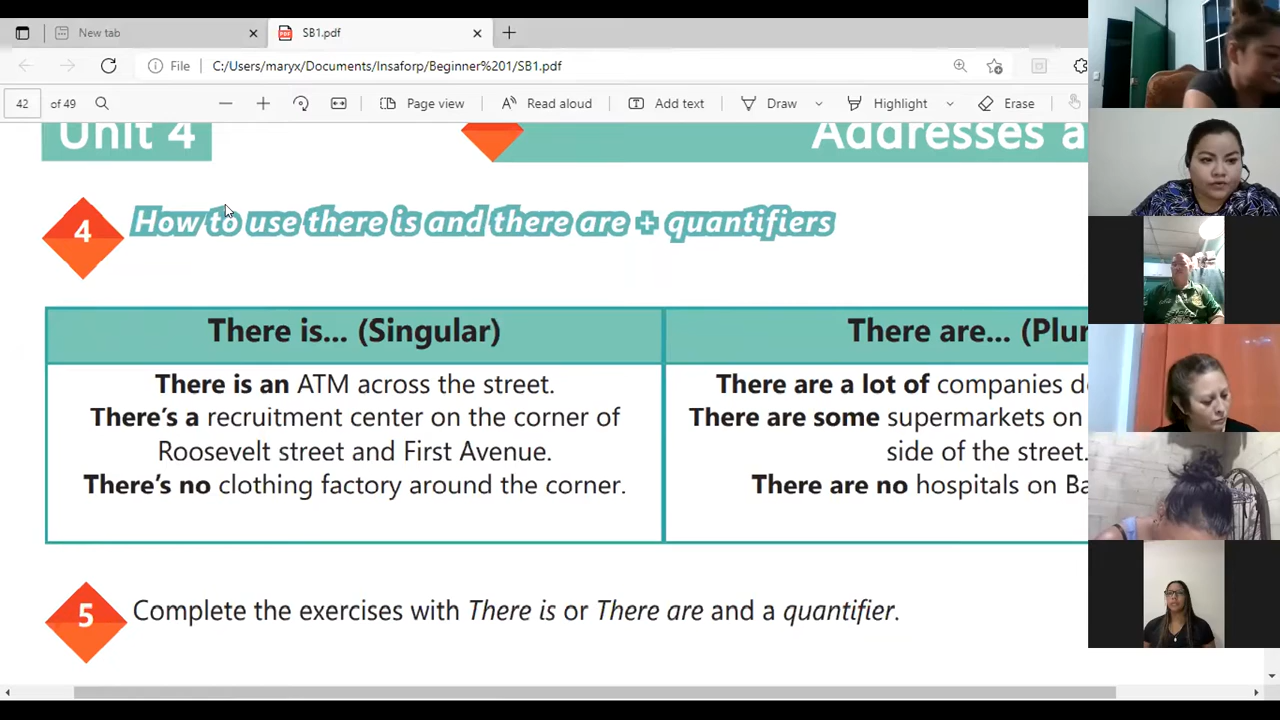 New tab
SB1.pdf
File C:/Users/maryx/Documents/Insaforp/Beginner%201/SB1.pdf
42 of 49 Page view Read aloud Add text Draw Highlight Erase
Unit 4 Addresses a
4 How to use there is and there are + quantifiers
There is... (Singular)
There is an ATM across the street.
There's a recruitment center on the corner of
Roosevelt street and First Avenue.
There's no clothing factory around the corner.
There are... (Plur
There are a lot of companies d
There are some supermarkets on
side of the street.
There are no hospitals on Ba
5 Complete the exercises with There is or There are and a quantifier.